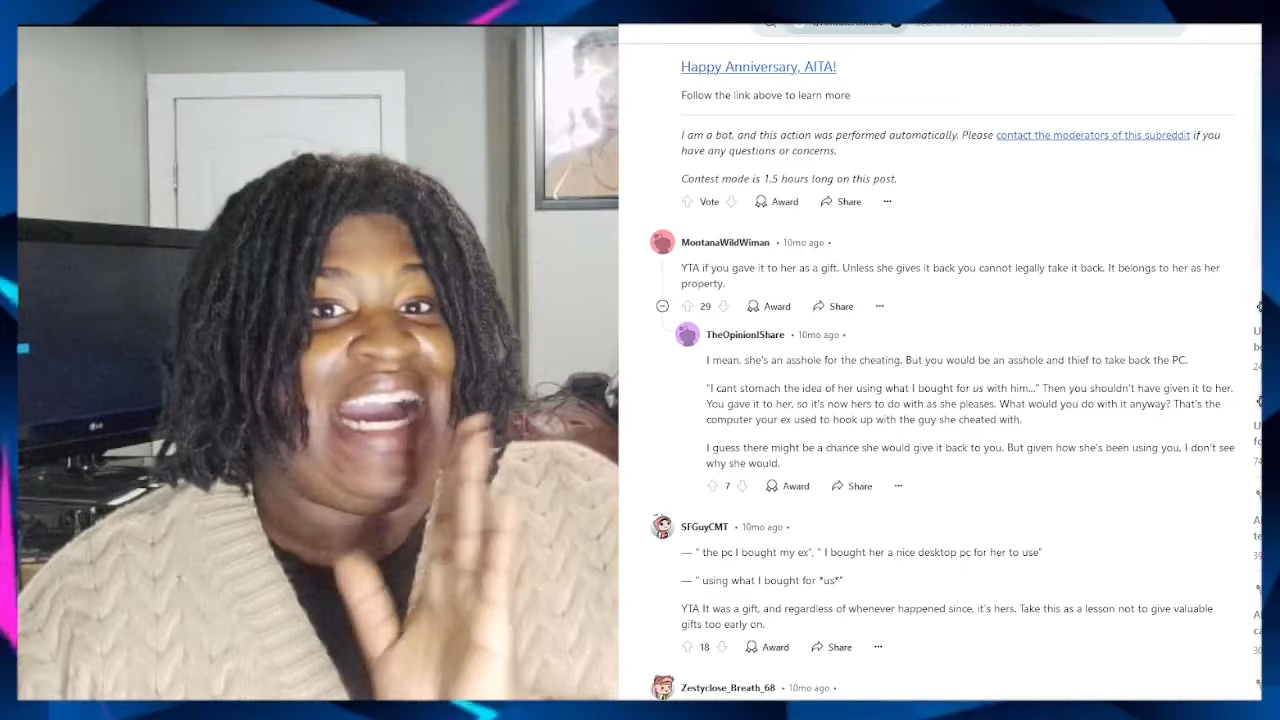 Happy Anniversary, AITA!
Follow the link above to learn more
I am a bot, and this action was performed automatically. Please contact the moderators of this subreddit if you
have any questions or concerns.
Contest mode is 1.5 hours long on this post.
Vote Award Share ...
MontanaWildWiman • 10mo ago •
YTA if you gave it to her as a gift. Unless she gives it back you cannot legally take it back. It belongs to her as her
property.
29 Award Share ...
TheOpinionIShare • 10mo ago •
I mean, she's an asshole for the cheating. But you would be an asshole and thief to take back the PC.
"I cant stomach the idea of her using what I bought for us with him..." Then you shouldn't have given it to her.
You gave it to her, so it's now hers to do with as she pleases. What would you do with it anyway? That's the
computer your ex used to hook up with the guy she cheated with.
I guess there might be a chance she would give it back to you. But given how she's been using you, I don't see
why she would.
7 Award Share ...
SFGuyCMT • 10mo ago •
— " the pc I bought my ex", " I bought her a nice desktop pc for her to use"
— " using what I bought for *us*"
YTA It was a gift, and regardless of whenever happened since, it's hers. Take this as a lesson not to give valuable
gifts too early on.
18 Award Share ...
Zestyclose_Breath_68 • 10mo ago •
LG